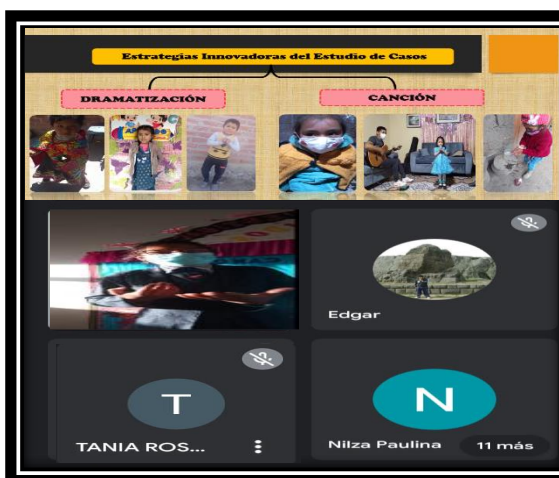 Estrategias Innovadoras del Estudio de Casos
DRAMATIZACIÓN
CANCIÓN
Edgar
T
TANIA ROS...
N
Nilza Paulina
11 más